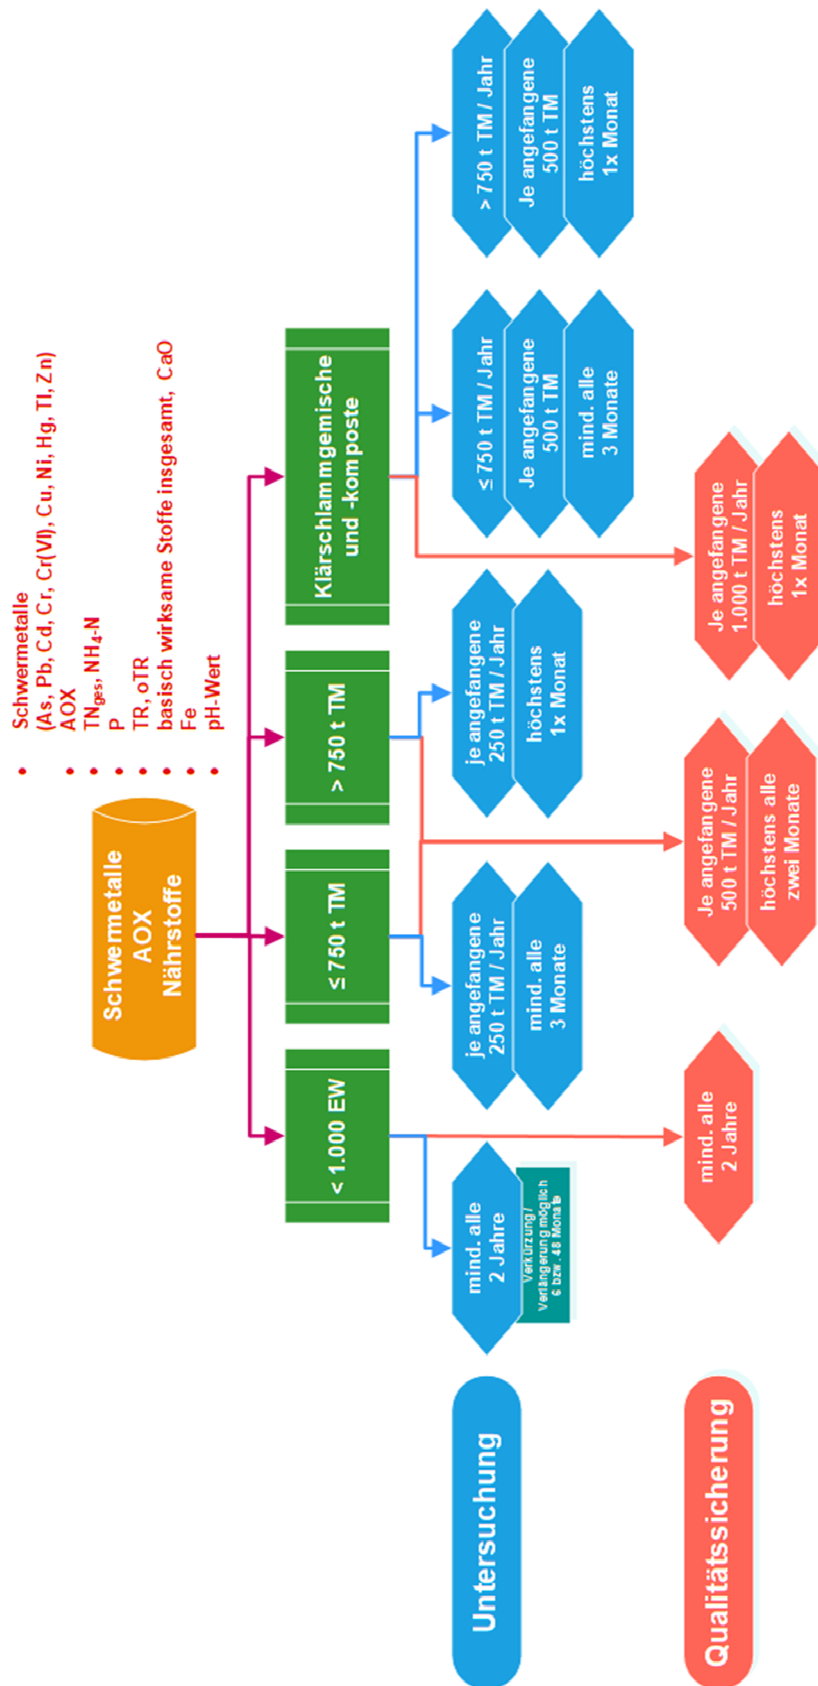 Schwermetalle
AOX
Nährstoffe
• Schwermetalle
(As, Pb, Cd, Cr, Cr(VI), Cu, Ni, Hg, Tl, Zn)
• AOX
• TNges, NH4-N
• P
• TR, oTR
• basisch wirksame Stoffe insgesamt, CaO
• Fe
• pH-Wert
< 1.000 EW
≤ 750 t TM
> 750 t TM
Klärschlammgemische
und -komposte
Untersuchung
mind. alle
2 Jahre
Verkürzung /
Verlängerung möglich
6 bzw. 48 Monate
je angefangene
250 t TM / Jahr
mind. alle
3 Monate
je angefangene
250 t TM / Jahr
höchstens
1x Monat
≤ 750 t TM / Jahr
Je angefangene
500 t TM
mind. alle
3 Monate
> 750 t TM / Jahr
Je angefangene
500 t TM
höchstens
1x Monat
Qualitätssicherung
mind. alle
2 Jahre
Je angefangene
500 t TM / Jahr
höchstens alle
zwei Monate
Je angefangene
1.000 t TM / Jahr
höchstens
1x Monat